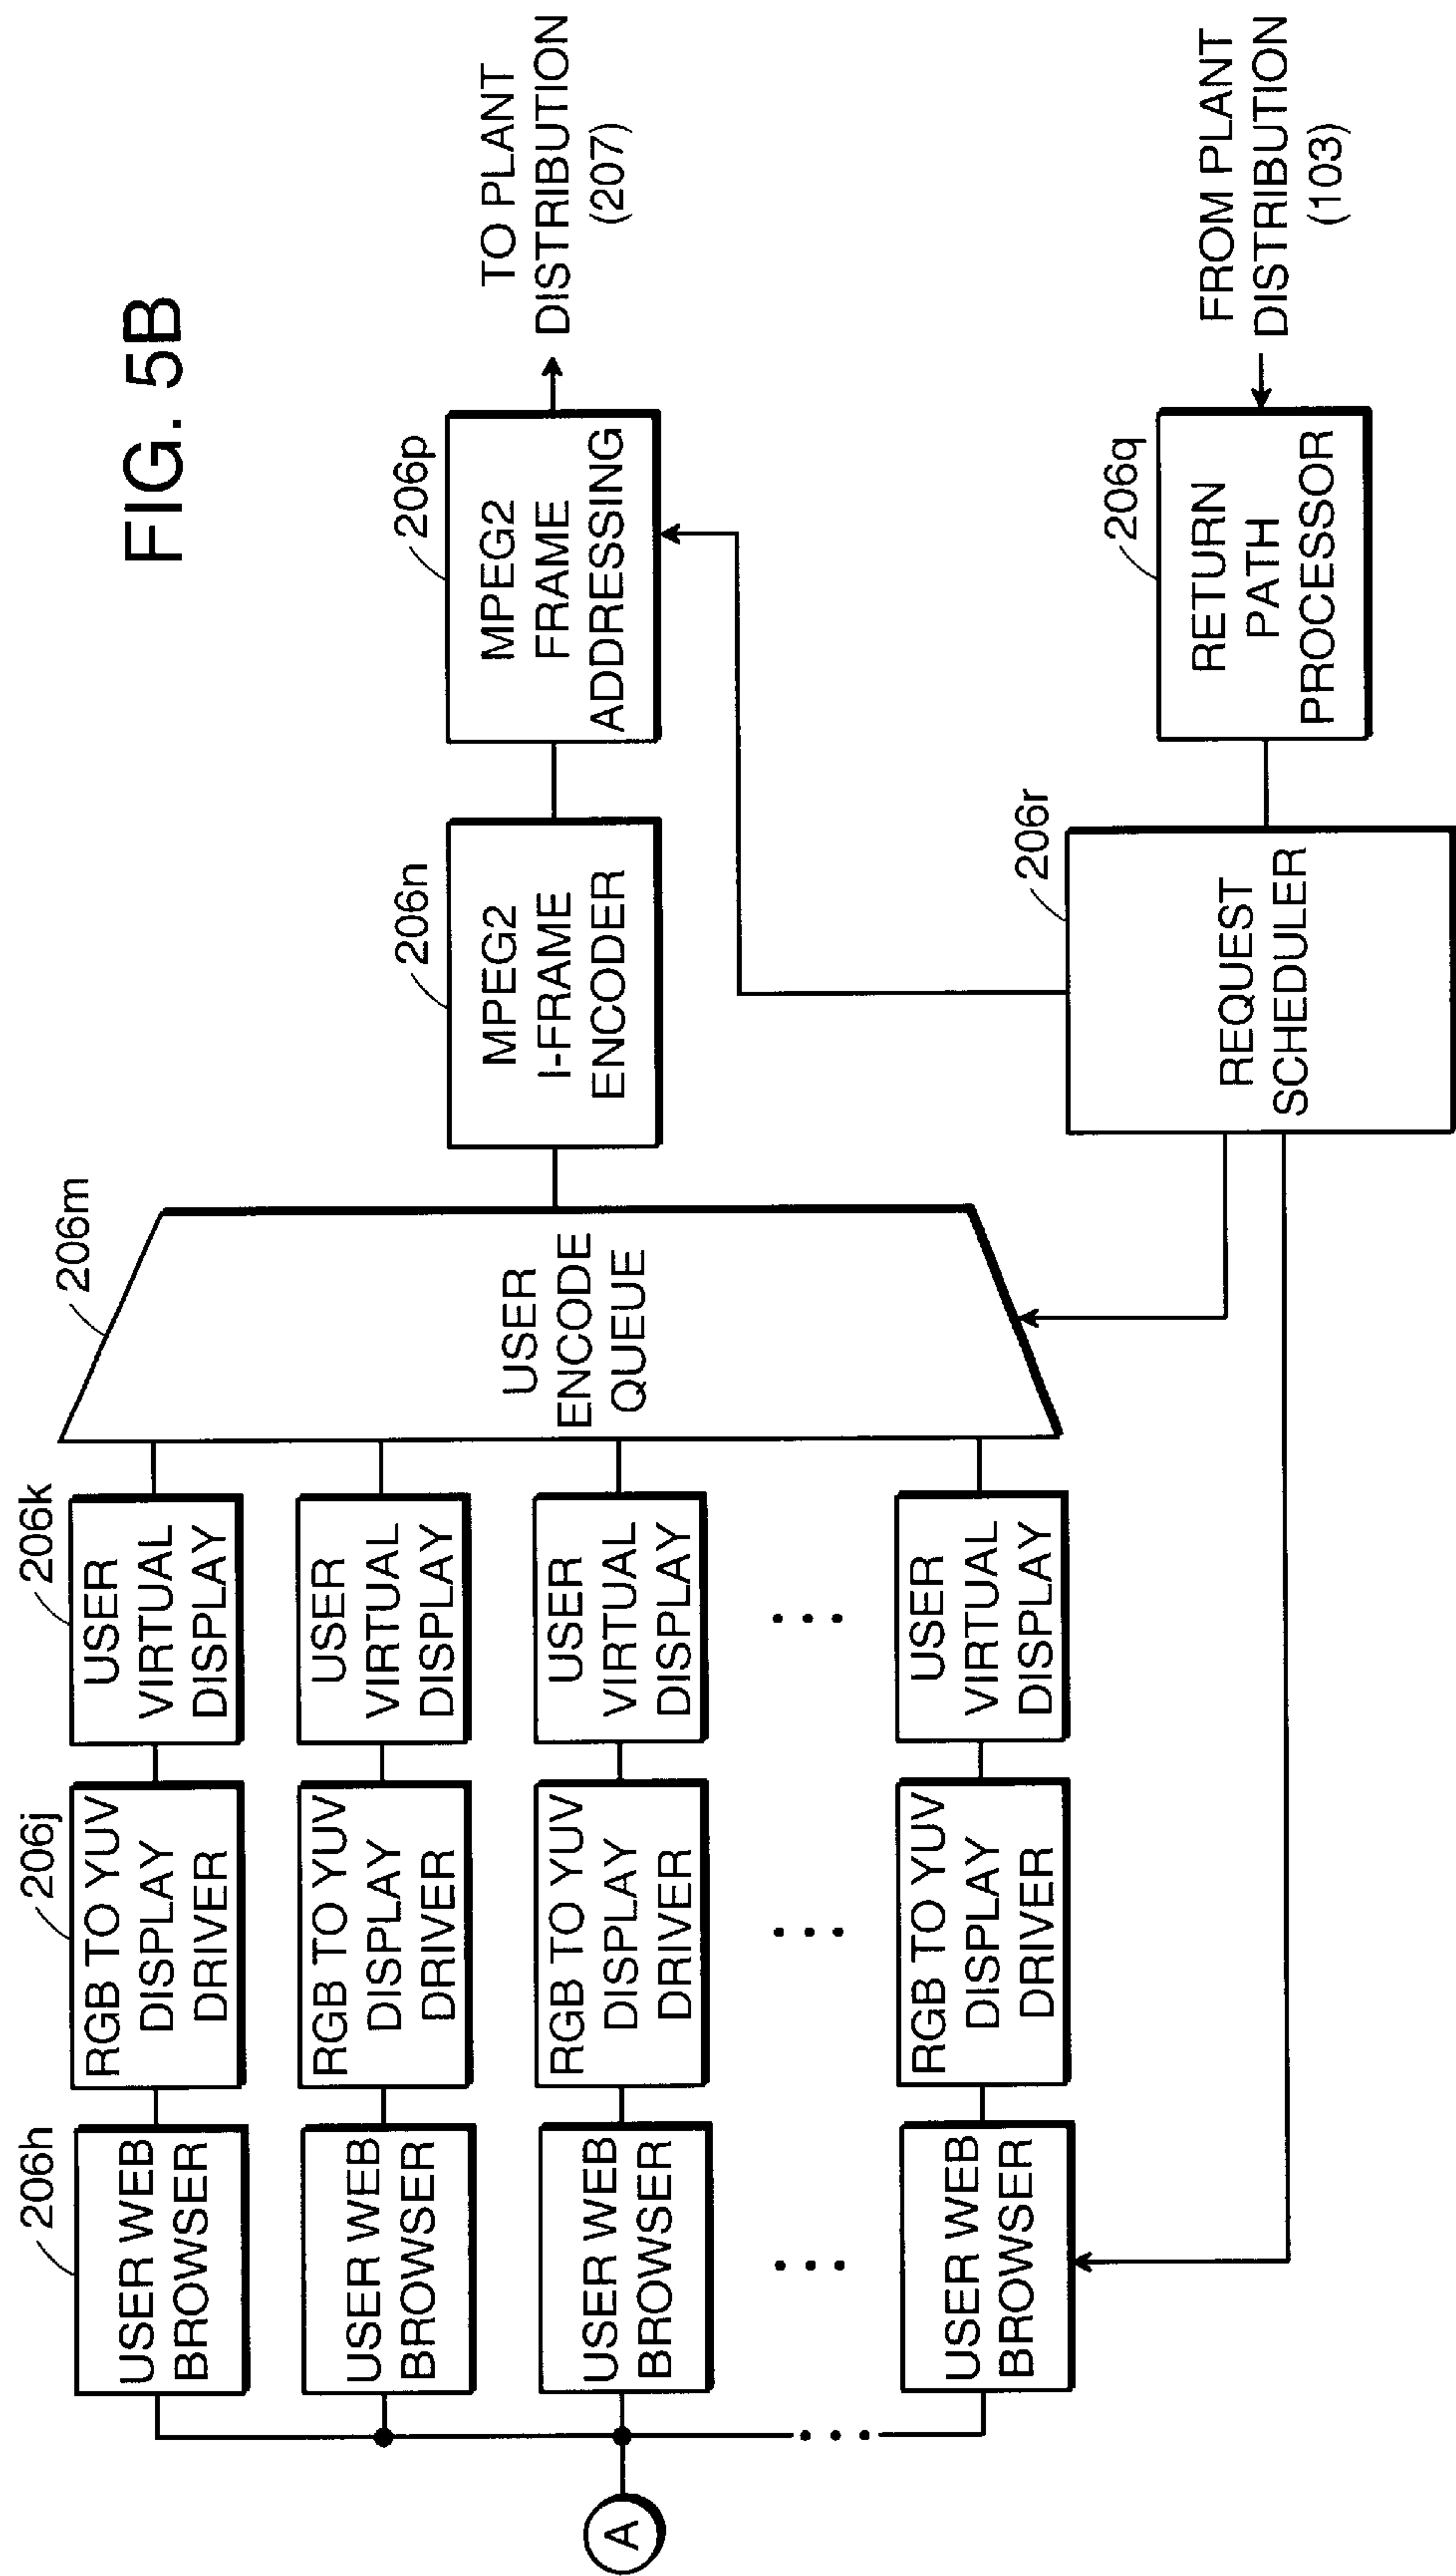 FIG. 5B
206h
206j
206k
206m
USER WEB
BROWSER
RGB TO YUV
DISPLAY
DRIVER
USER
VIRTUAL
DISPLAY
USER WEB
BROWSER
RGB TO YUV
DISPLAY
DRIVER
USER
VIRTUAL
DISPLAY
USER WEB
BROWSER
RGB TO YUV
DISPLAY
DRIVER
USER
VIRTUAL
DISPLAY
• • •
• • •
• • •
• • •
USER WEB
BROWSER
RGB TO YUV
DISPLAY
DRIVER
USER
VIRTUAL
DISPLAY
A
USER
ENCODE
QUEUE
206n
MPEG2
I-FRAME
ENCODER
206p
MPEG2
FRAME
ADDRESSING
TO PLANT
DISTRIBUTION
(207)
206r
REQUEST
SCHEDULER
206q
RETURN
PATH
PROCESSOR
FROM PLANT
DISTRIBUTION
(103)